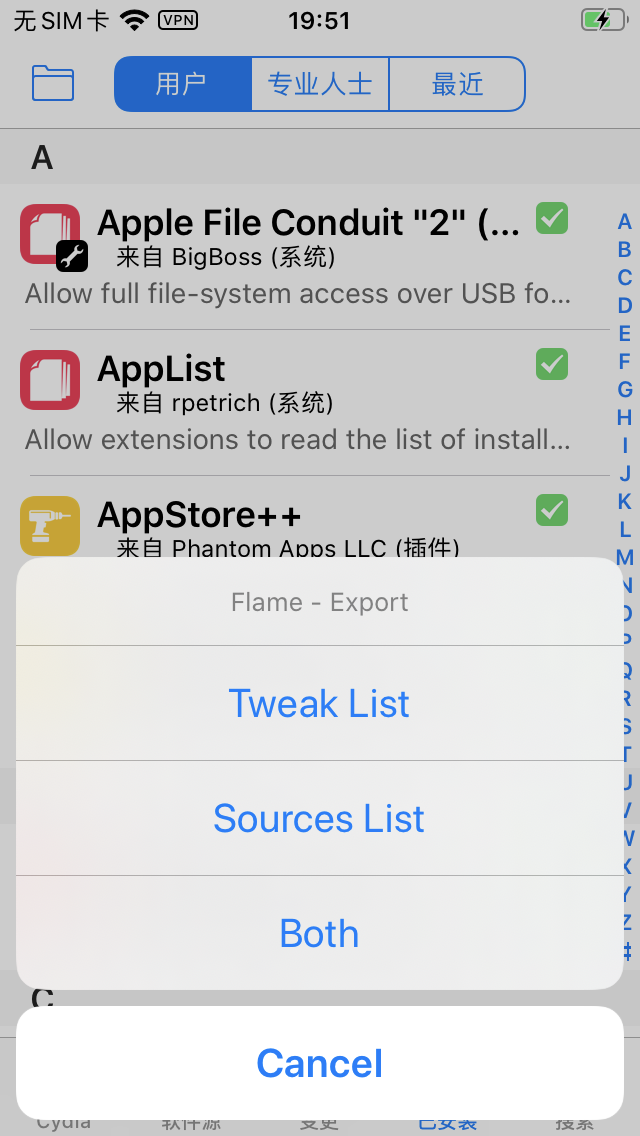 无SIM卡 VPN 19:51
用户 专业人士 最近
A
Apple File Conduit "2" (...
来自 BigBoss (系统)
Allow full file-system access over USB fo...
AppList
来自 rpetrich (系统)
Allow extensions to read the list of install...
AppStore++
来自 Phantom Apps LLC (插件)
A
B
C
D
E
F
G
H
I
J
K
L
M
N
O
P
Q
R
S
T
U
V
W
X
Y
Z
#
Flame - Export
Tweak List
Sources List
Both
C
Cancel
Cydia 软件源 变更 已安装 搜索